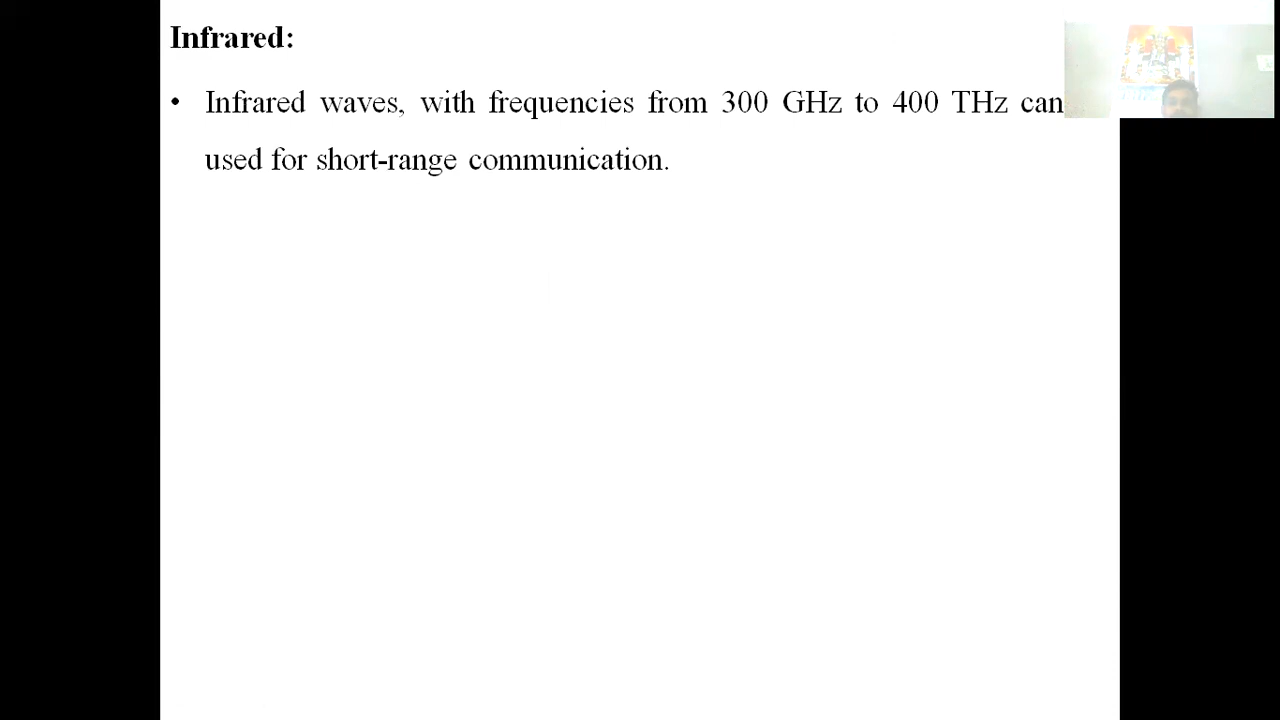 Infrared:
• Infrared waves, with frequencies from 300 GHz to 400 THz can
used for short-range communication.